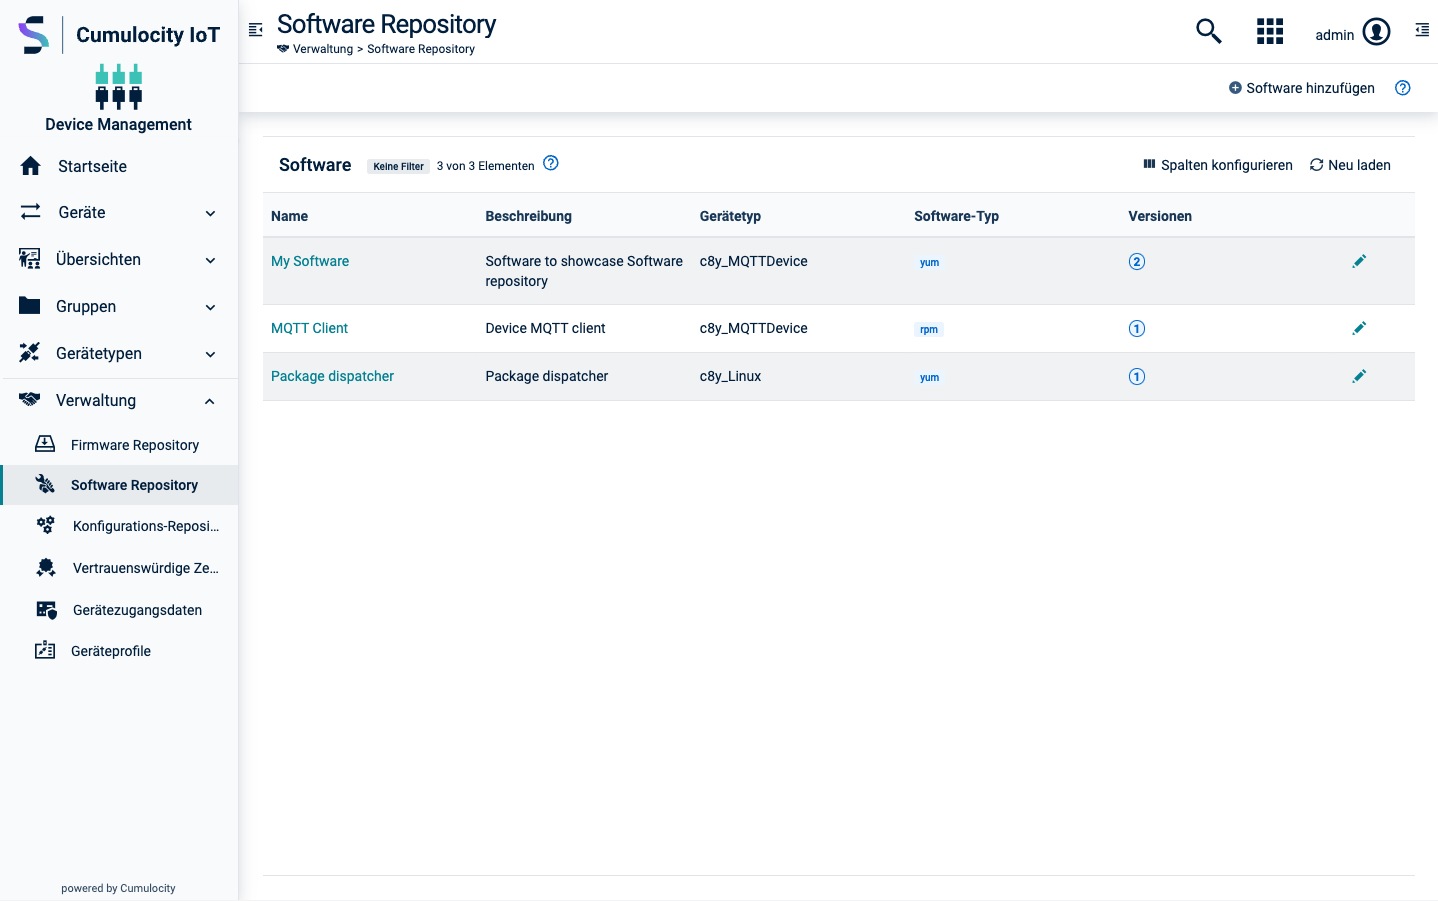 Cumulocity IoT
Device Management
Startseite
Geräte
Übersichten
Gruppen
Gerätetypen
Verwaltung
Firmware Repository
Software Repository
Konfigurations-Reposi...
Vertrauenswürdige Ze...
Gerätezugangsdaten
Geräteprofile
powered by Cumulocity
Software Repository
Verwaltung > Software Repository
admin
Software hinzufügen
Software Keine Filter 3 von 3 Elementen
Spalten konfigurieren Neu laden
Name Beschreibung Gerätetyp Software-Typ Versionen
My Software Software to showcase Software c8y_MQTTDevice yum 2
repository
MQTT Client Device MQTT client c8y_MQTTDevice rpm 1
Package dispatcher Package dispatcher c8y_Linux yum 1